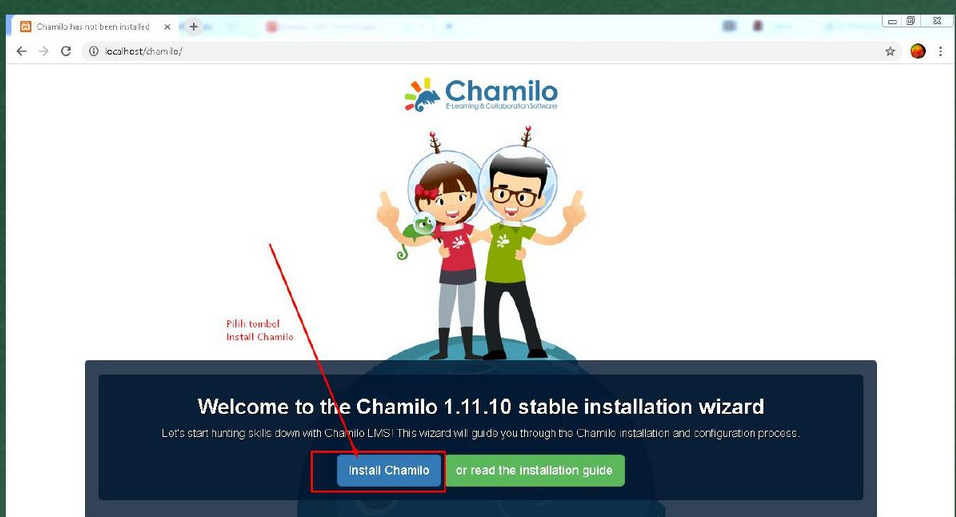 Chamilo has not been installed
localhost/chamilo/
Chamilo
E-Learning & Collaboration Software
Pilih tombol
Install Chamilo
Welcome to the Chamilo 1.11.10 stable installation wizard
Let's start hunting skills down with Chamilo LMS! This wizard will guide you through the Chamilo installation and configuration process.
Install Chamilo
or read the installation guide